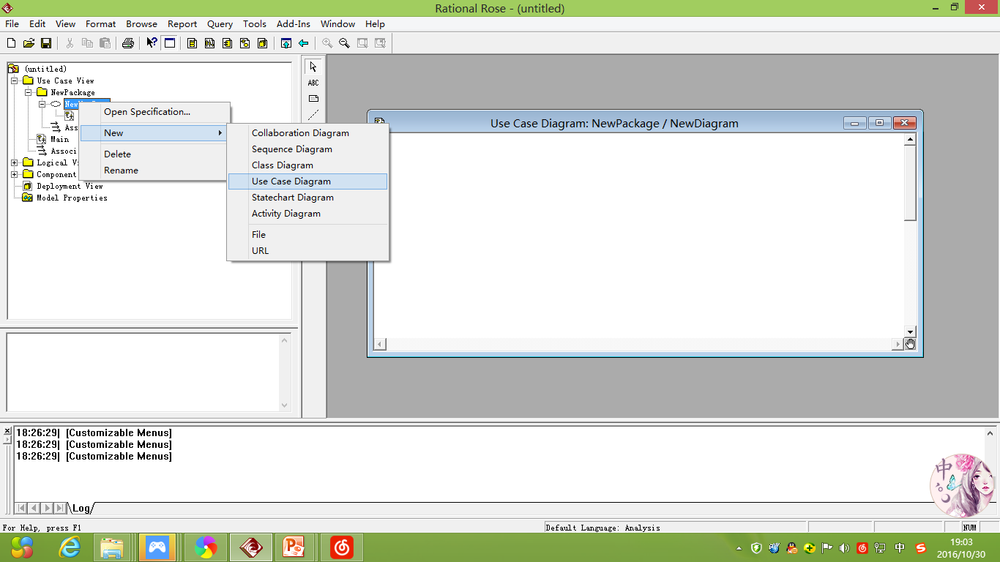 Rational Rose - (untitled)
File Edit View Format Browse Report Query Tools Add-Ins Window Help
ABC
(untitled)
Use Case View
NewPackage
Open Specification...
New
Delete
Rename
Main
Associ
Logical
Component
Deployment View
Model Properties
Collaboration Diagram
Sequence Diagram
Class Diagram
Use Case Diagram
Statechart Diagram
Activity Diagram
File
URL
Use Case Diagram: NewPackage / NewDiagram
18:26:29| [Customizable Menus]
18:26:29| [Customizable Menus]
18:26:29| [Customizable Menus]
Log
中
For Help, press F1
Default Language: Analysis
NUM
中
19:03
2016/10/30